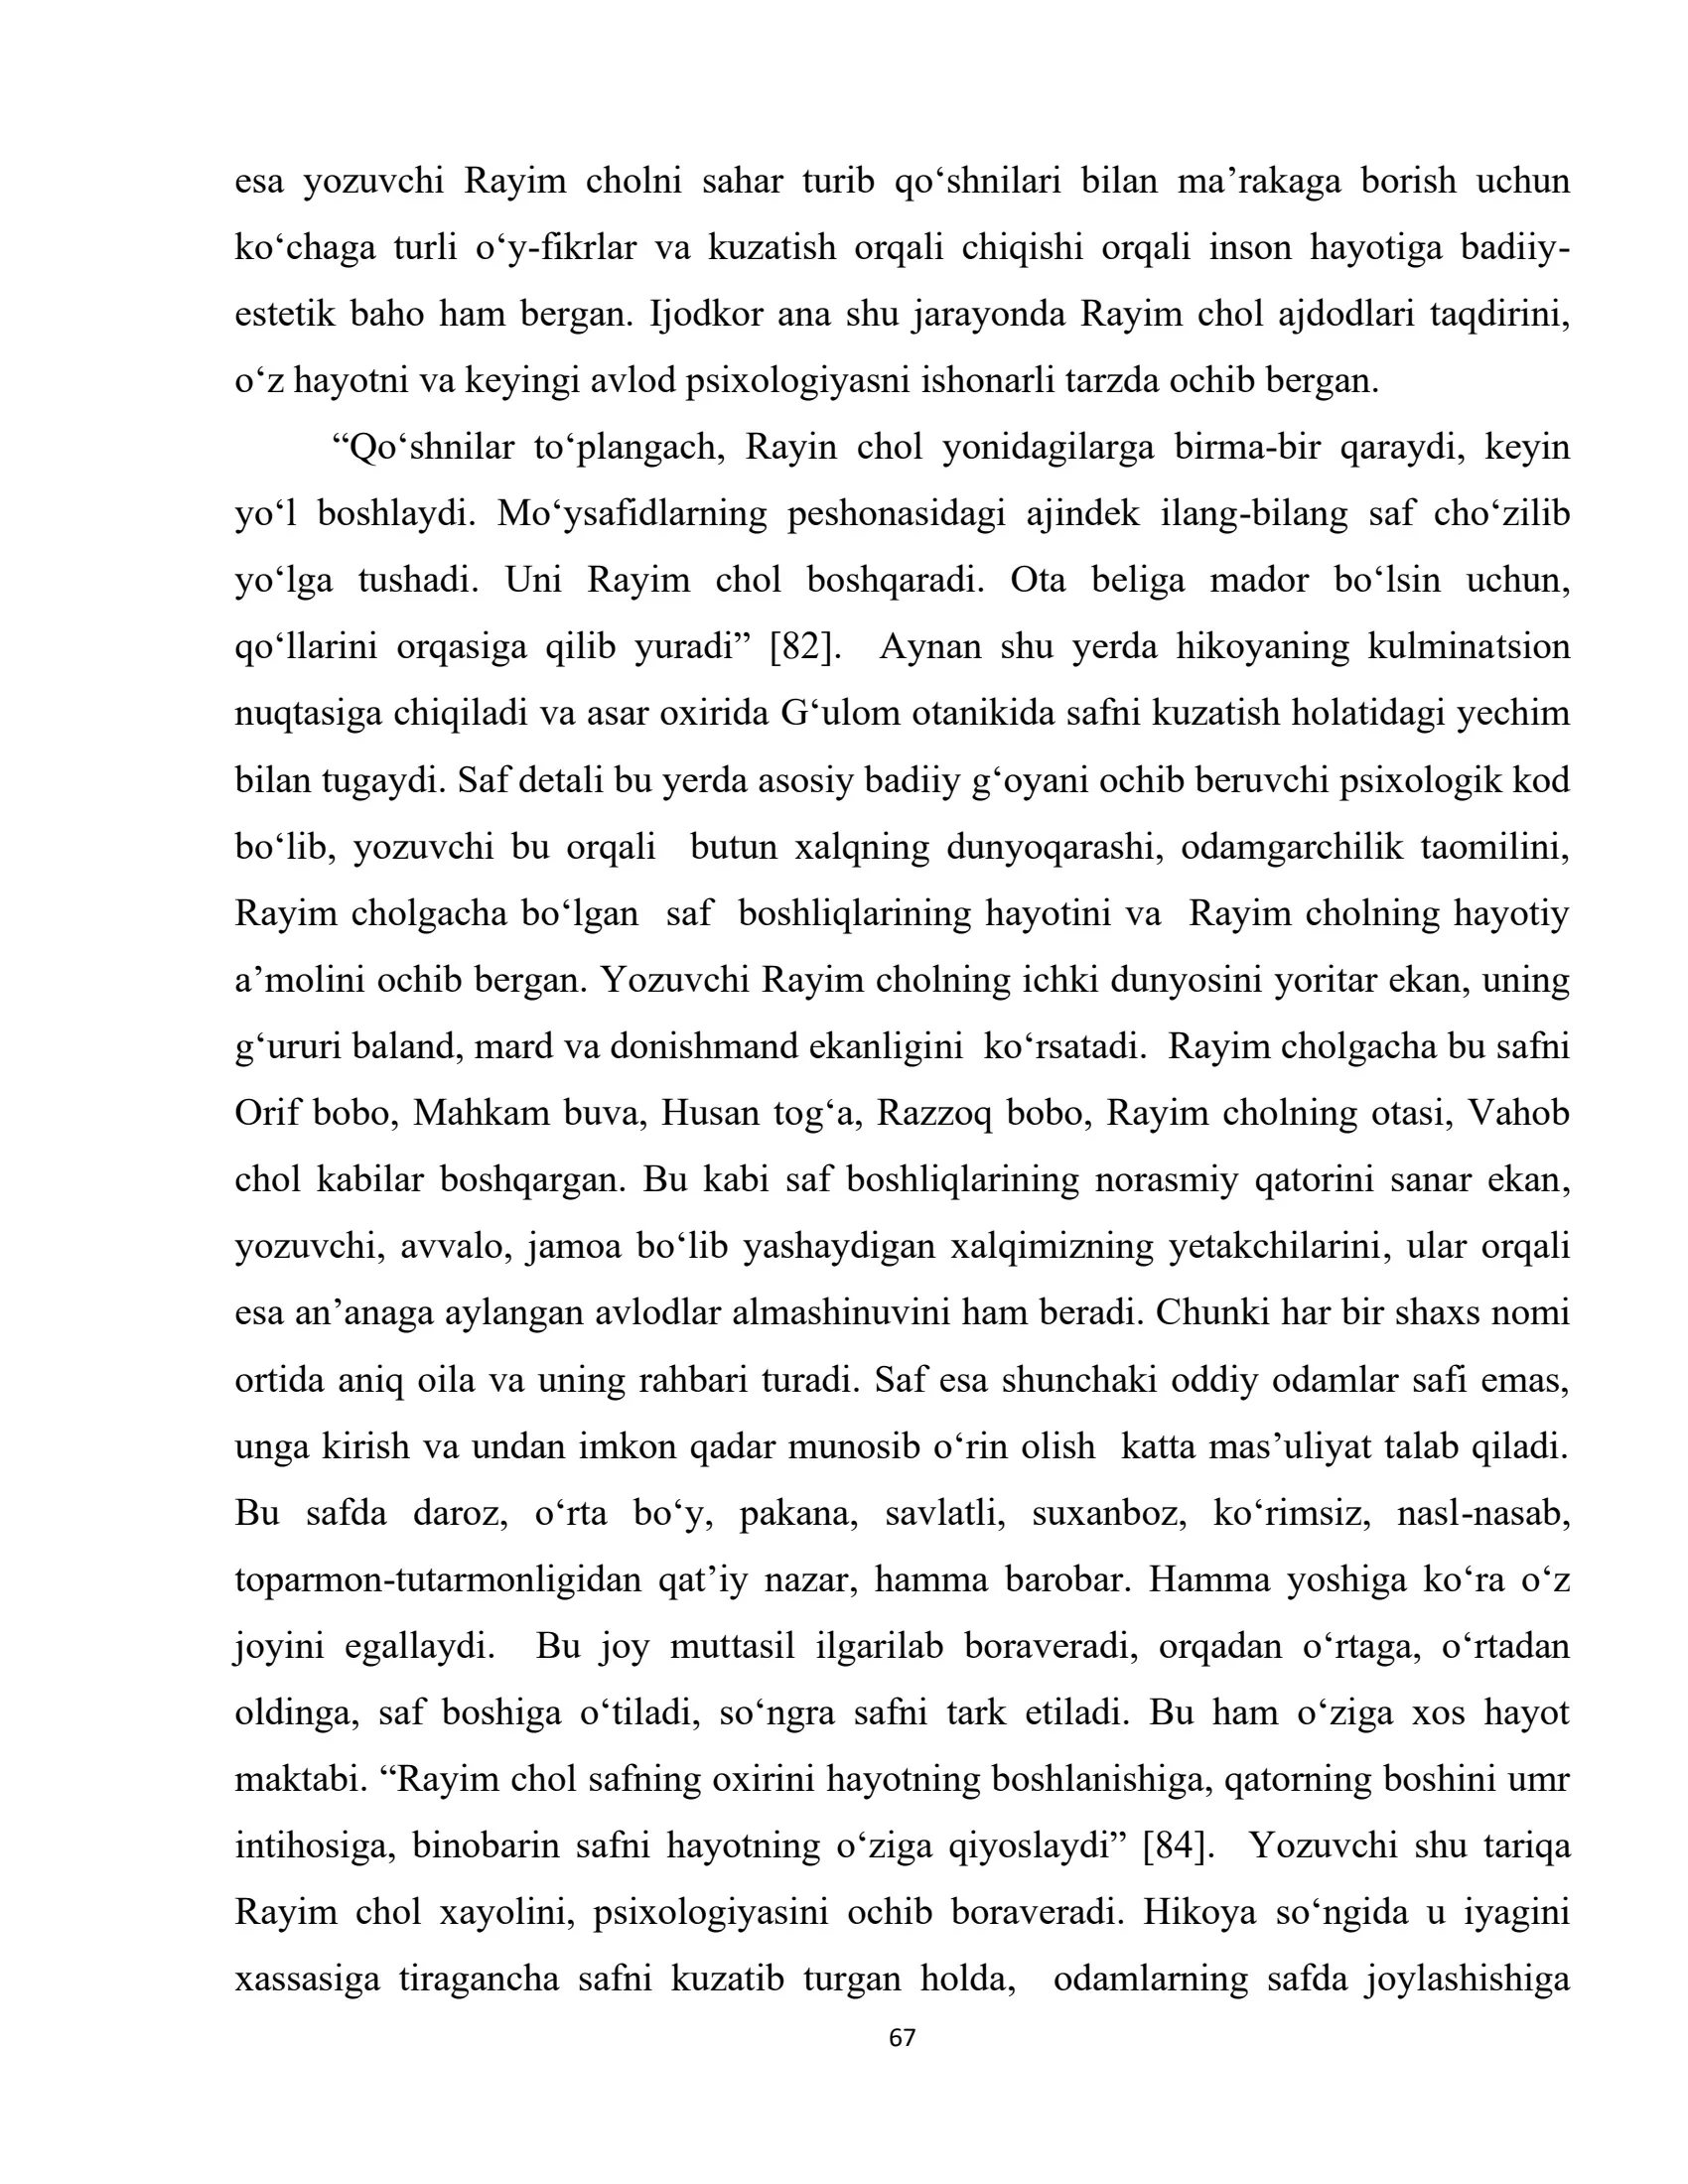 esa yozuvchi Rayim cholni sahar turib qo‘shnilari bilan ma’rakaga borish uchun
ko‘chaga turli o‘y-fikrlar va kuzatish orqali chiqishi orqali inson hayotiga badiiy-
estetik baho ham bergan. Ijodkor ana shu jarayonda Rayim chol ajdodlari taqdirini,
o‘z hayotni va keyingi avlod psixologiyasni ishonarli tarzda ochib bergan.
“Qo‘shnilar to‘plangach, Rayin chol yonidagilarga birma-bir qaraydi, keyin
yo‘l boshlaydi. Mo‘ysafidlarning peshonasidagi ajindek ilang-bilang saf cho‘zilib
yo‘lga tushadi. Uni Rayim chol boshqaradi. Ota beliga mador bo‘lsin uchun,
qo‘llarini orqasiga qilib yuradi” [82].  Aynan shu yerda hikoyaning kulminatsion
nuqtasiga chiqiladi va asar oxirida G‘ulom otanikida safni kuzatish holatidagi yechim
bilan tugaydi. Saf detali bu yerda asosiy badiiy g‘oyani ochib beruvchi psixologik kod
bo‘lib, yozuvchi bu orqali  butun xalqning dunyoqarashi, odamgarchilik taomilini,
Rayim cholgacha bo‘lgan  saf  boshliqlarining hayotini va  Rayim cholning hayotiy
a’molini ochib bergan. Yozuvchi Rayim cholning ichki dunyosini yoritar ekan, uning
g‘ururi baland, mard va donishmand ekanligini  ko‘rsatadi.  Rayim cholgacha bu safni
Orif bobo, Mahkam buva, Husan tog‘a, Razzoq bobo, Rayim cholning otasi, Vahob
chol kabilar boshqargan. Bu kabi saf boshliqlarining norasmiy qatorini sanar ekan,
yozuvchi, avvalo, jamoa bo‘lib yashaydigan xalqimizning yetakchilarini, ular orqali
esa an’anaga aylangan avlodlar almashinuvini ham beradi. Chunki har bir shaxs nomi
ortida aniq oila va uning rahbari turadi. Saf esa shunchaki oddiy odamlar safi emas,
unga kirish va undan imkon qadar munosib o‘rin olish  katta mas’uliyat talab qiladi.
Bu safda daroz, o‘rta bo‘y, pakana, savlatli, suxanboz, ko‘rimsiz, nasl-nasab,
toparmon-tutarmonligidan qat’iy nazar, hamma barobar. Hamma yoshiga ko‘ra o‘z
joyini egallaydi.  Bu joy muttasil ilgarilab boraveradi, orqadan o‘rtaga, o‘rtadan
oldinga, saf boshiga o‘tiladi, so‘ngra safni tark etiladi. Bu ham o‘ziga xos hayot
maktabi. “Rayim chol safning oxirini hayotning boshlanishiga, qatorning boshini umr
intihosiga, binobarin safni hayotning o‘ziga qiyoslaydi” [84].  Yozuvchi shu tariqa
Rayim chol xayolini, psixologiyasini ochib boraveradi. Hikoya so‘ngida u iyagini
xassasiga tiragancha safni kuzatib turgan holda,  odamlarning safda joylashishiga
67